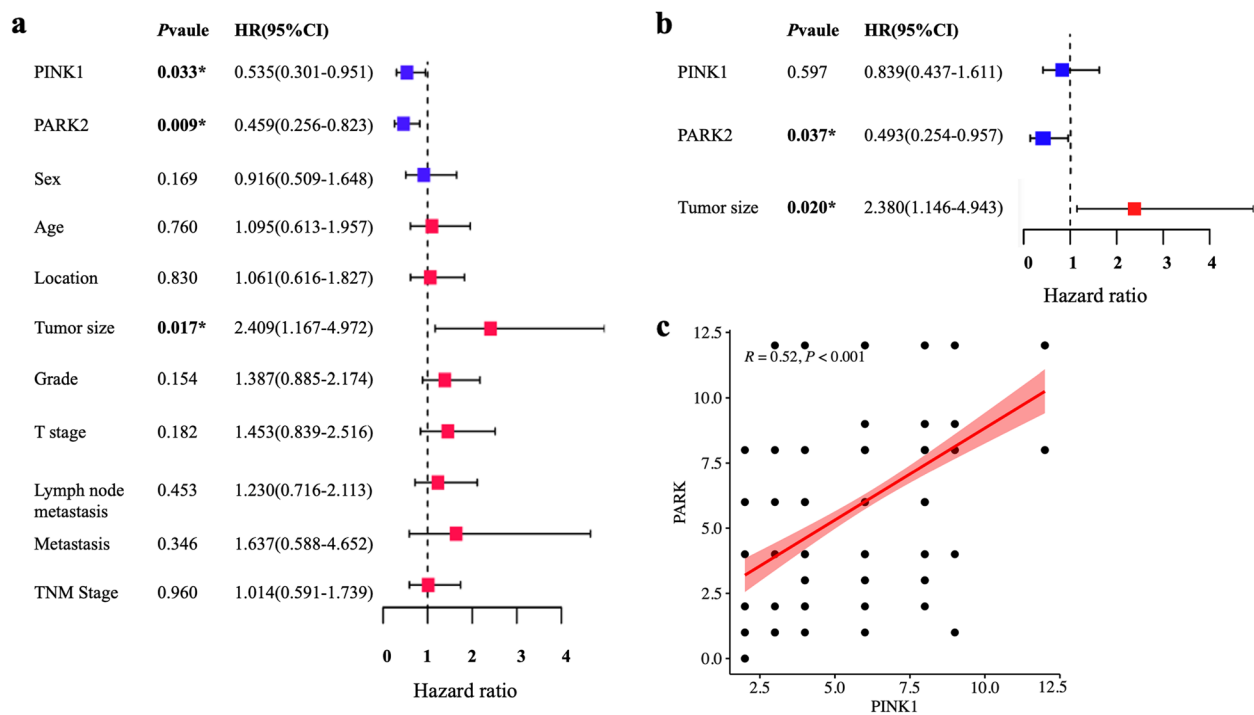 a
Pvaule HR(95%CI)
PINK1 0.033* 0.535(0.301-0.951)
PARK2 0.009* 0.459(0.256-0.823)
Sex 0.169 0.916(0.509-1.648)
Age 0.760 1.095(0.613-1.957)
Location 0.830 1.061(0.616-1.827)
Tumor size 0.017* 2.409(1.167-4.972)
Grade 0.154 1.387(0.885-2.174)
T stage 0.182 1.453(0.839-2.516)
Lymph node 0.453 1.230(0.716-2.113)
metastasis
Metastasis 0.346 1.637(0.588-4.652)
TNM Stage 0.960 1.014(0.591-1.739)
0 1 2 3 4
Hazard ratio
b
Pvaule HR(95%CI)
PINK1 0.597 0.839(0.437-1.611)
PARK2 0.037* 0.493(0.254-0.957)
Tumor size 0.020* 2.380(1.146-4.943)
0 1 2 3 4
Hazard ratio
c
R = 0.52, P < 0.001
12.5
10.0
7.5
5.0
2.5
0.0
PARK
2.5 5.0 7.5 10.0 12.5
PINK1